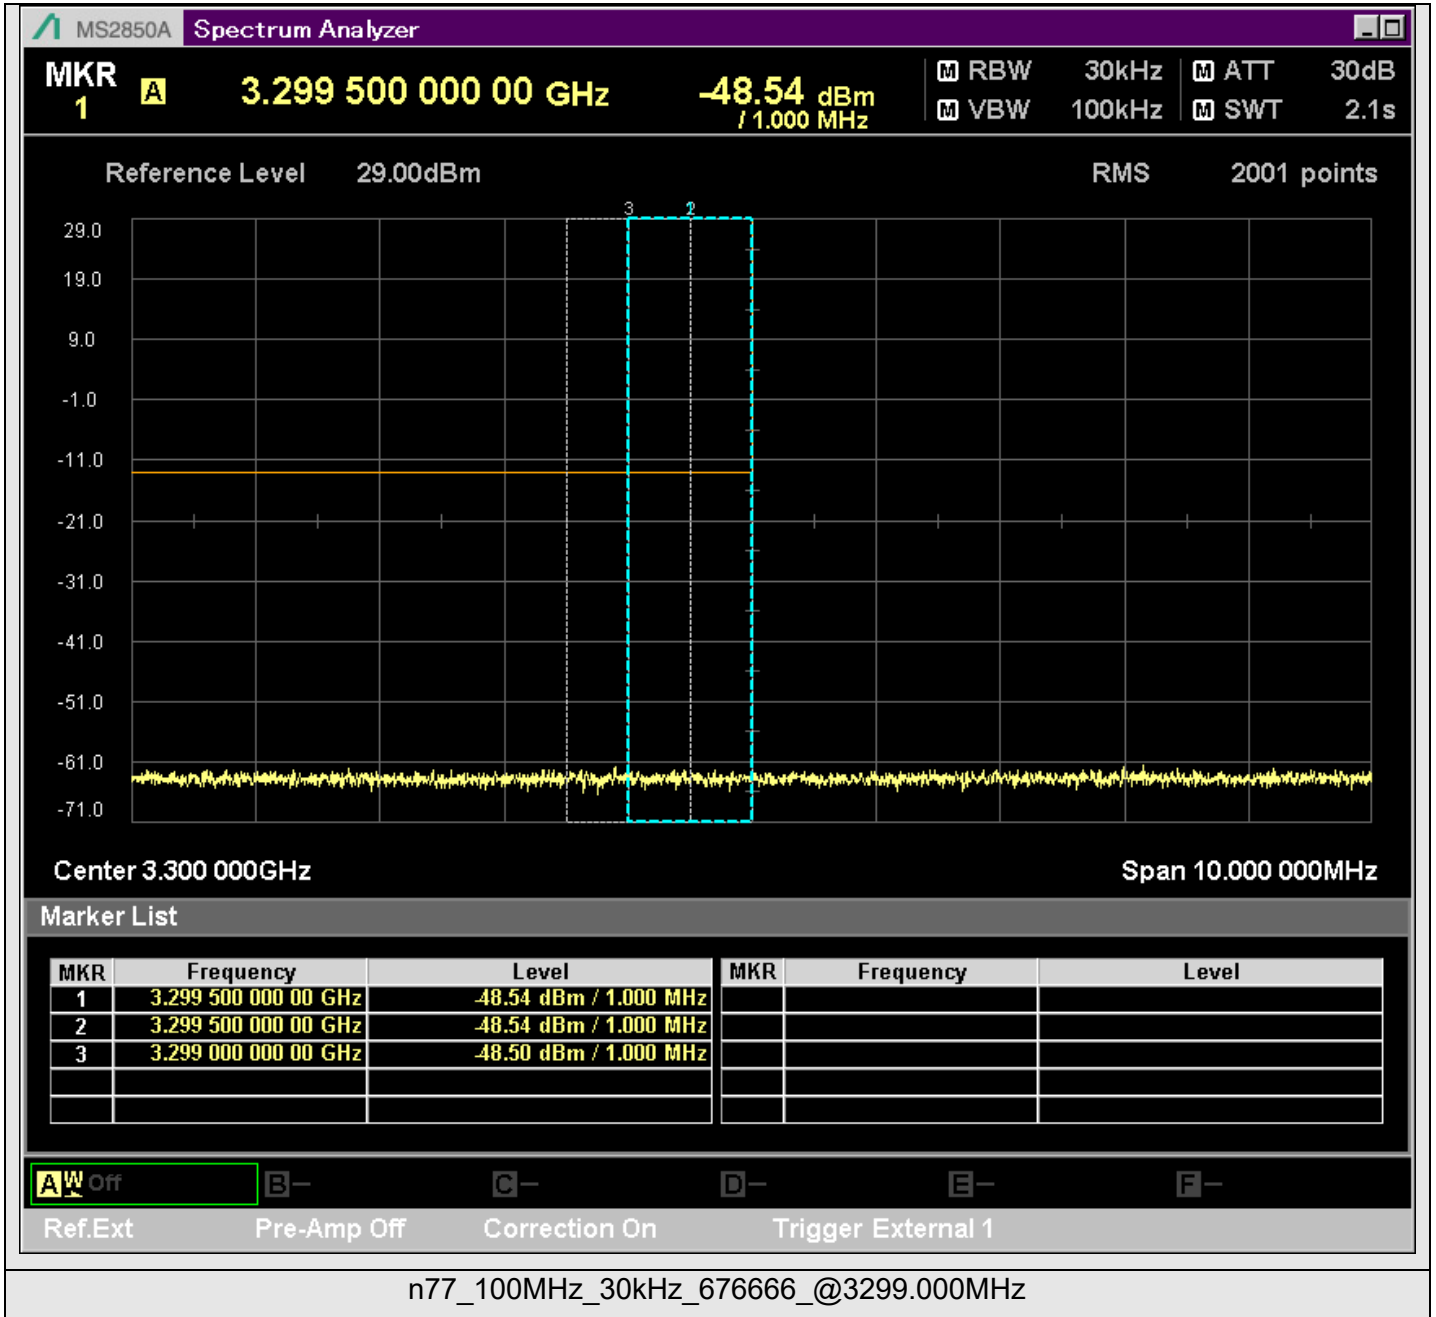 MS2850A Spectrum Analyzer
MKR 1 A 3.299 500 000 00 GHz -48.54 dBm / 1.000 MHz
M RBW 30kHz M ATT 30dB
M VBW 100kHz M SWT 2.1s
Reference Level 29.00dBm RMS 2001 points
3 2
29.0
19.0
9.0
-1.0
-11.0
-21.0
-31.0
-41.0
-51.0
-61.0
-71.0
Center 3.300 000GHz Span 10.000 000MHz
Marker List
MKR Frequency Level MKR Frequency Level
1 3.299 500 000 00 GHz -48.54 dBm / 1.000 MHz
2 3.299 500 000 00 GHz -48.54 dBm / 1.000 MHz
3 3.299 000 000 00 GHz -48.50 dBm / 1.000 MHz
A W Off B - C - D - E - F -
Ref.Ext Pre-Amp Off Correction On Trigger External 1
n77_100MHz_30kHz_676666_@3299.000MHz